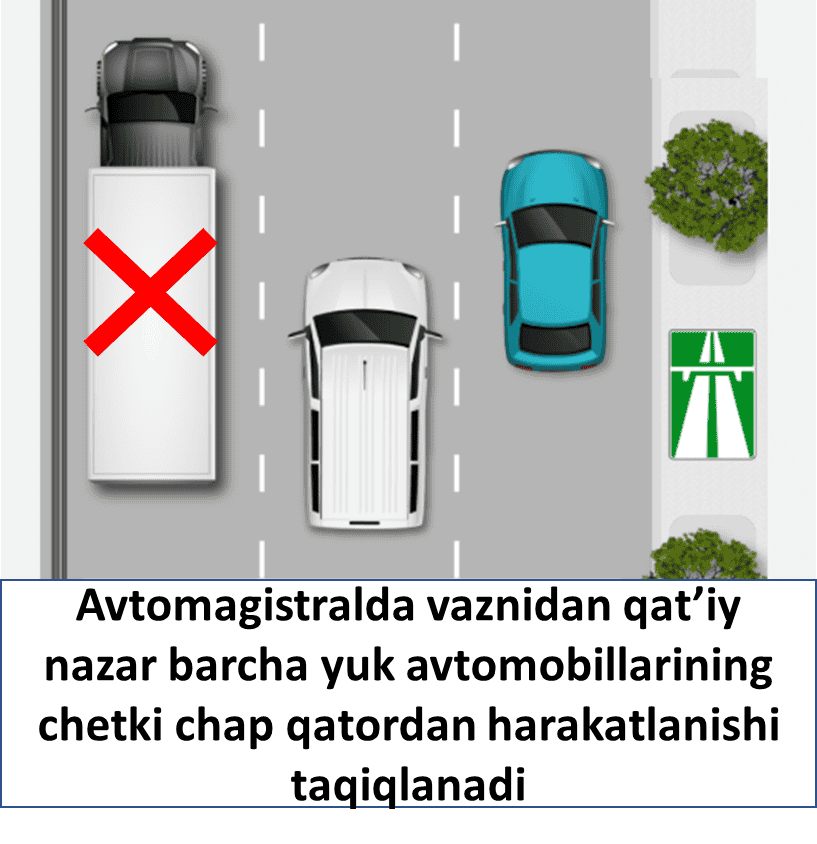 Avtomagistralda vaznidan qat’iy
nazar barcha yuk avtomobillarining
chetki chap qatordan harakatlanishi
taqiqlanadi